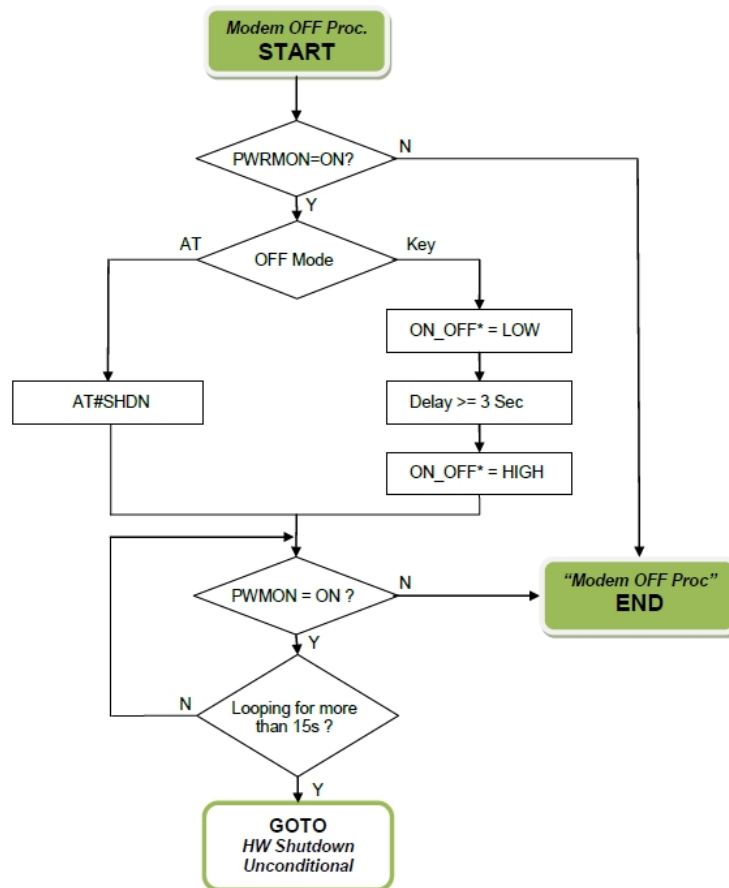 Modem OFF Proc.
START
PWRMON=ON?
N
Y
AT
OFF Mode
Key
ON_OFF* = LOW
AT#SHDN
Delay >= 3 Sec
ON_OFF* = HIGH
PWMON = ON ?
N
Y
“Modem OFF Proc”
END
N
Looping for more
than 15s ?
Y
GOTO
HW Shutdown
Unconditional